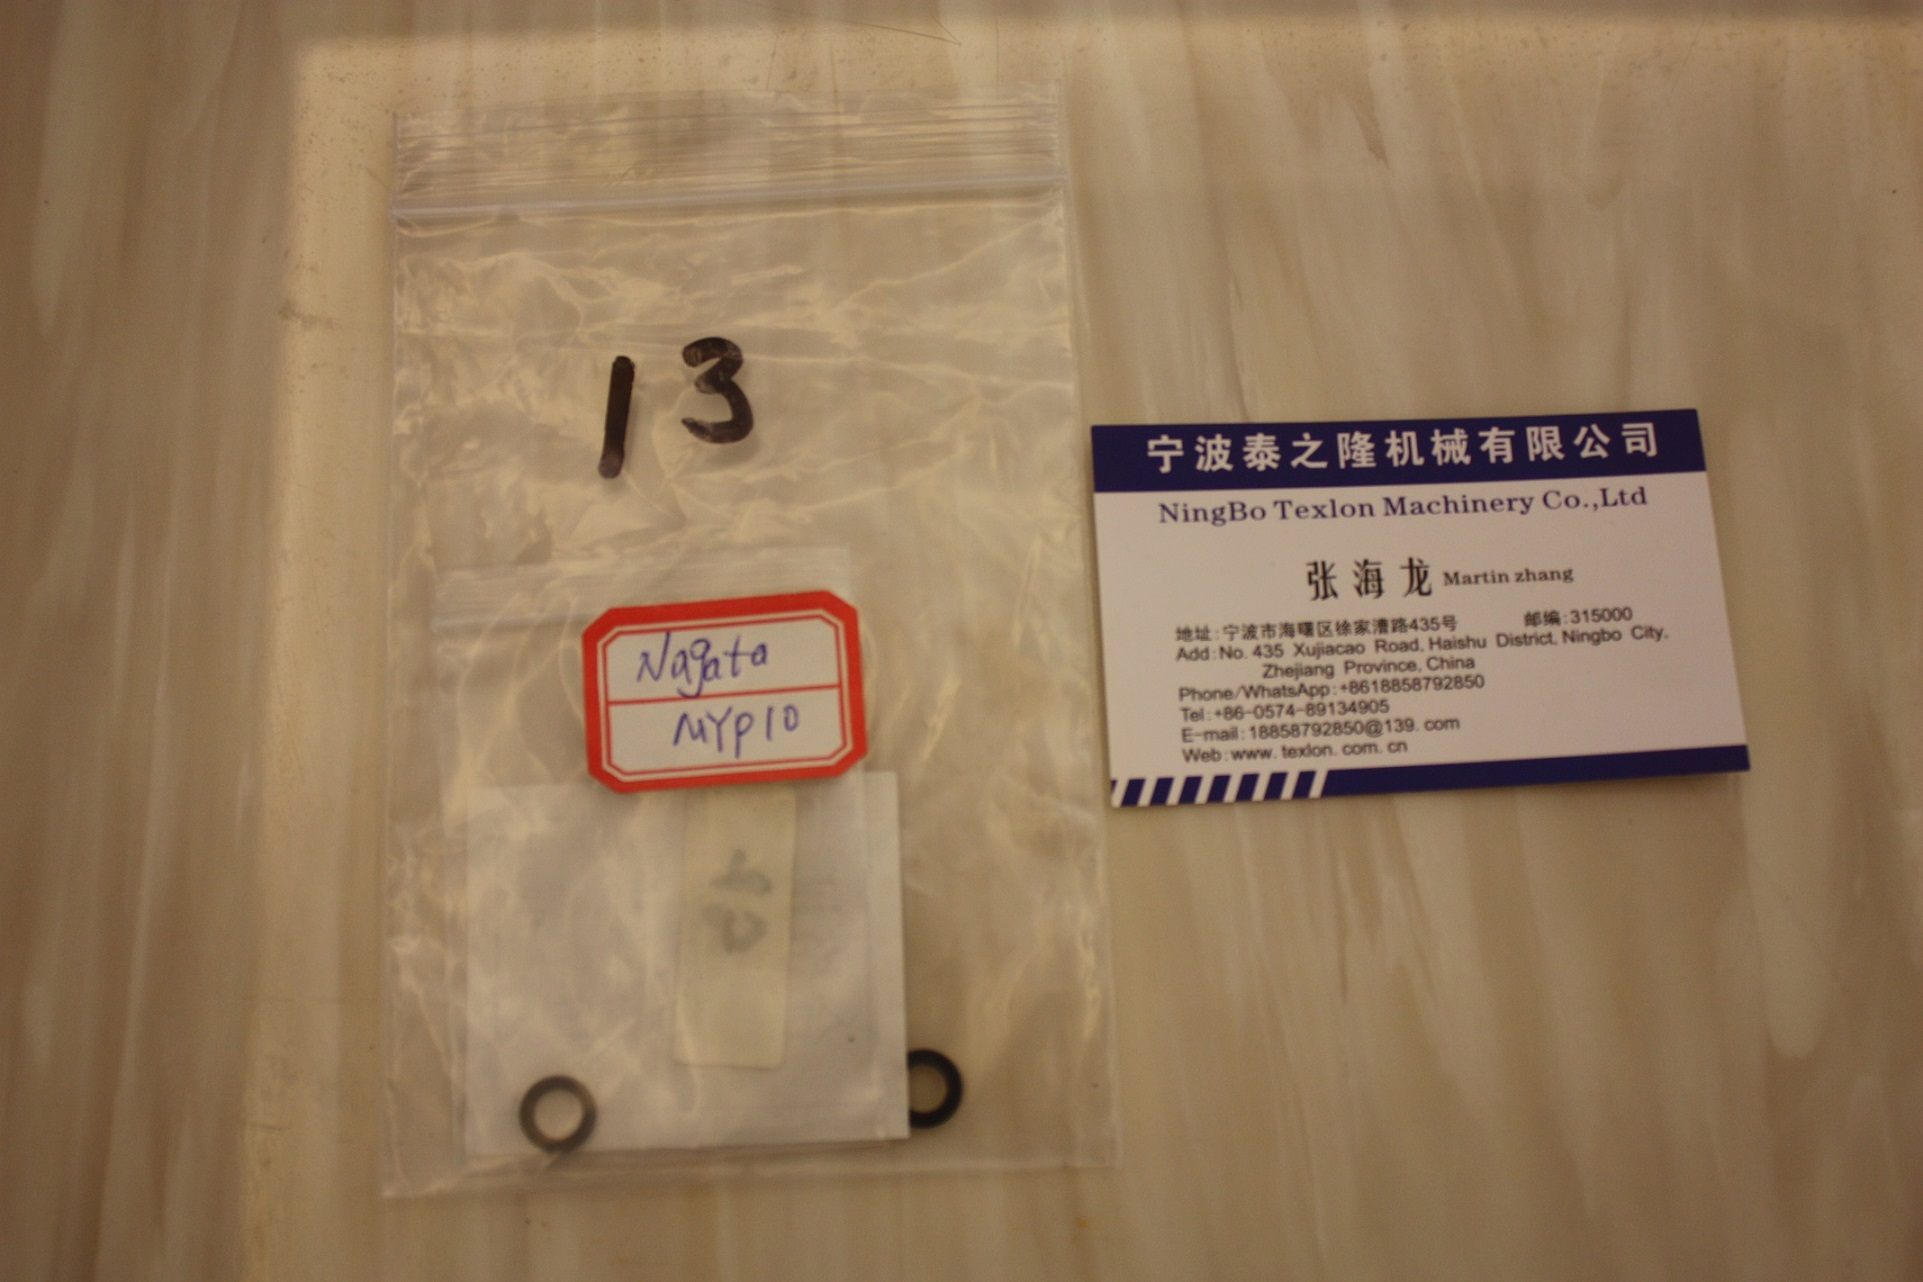 13
Nagata
MYP10
宁波泰之隆机械有限公司
NingBo Texlon Machinery Co.,Ltd
张海龙 Martin zhang
地址:宁波市海曙区徐家漕路435号 邮编:315000
Add:No. 435 Xujiacao Road, Haishu District, Ningbo City,
Zhejiang Province, China
Phone/WhatsApp:+8618858792850
Tel:+86-0574-89134905
E-mail:18858792850@139. com
Web:www. texlon. com. cn